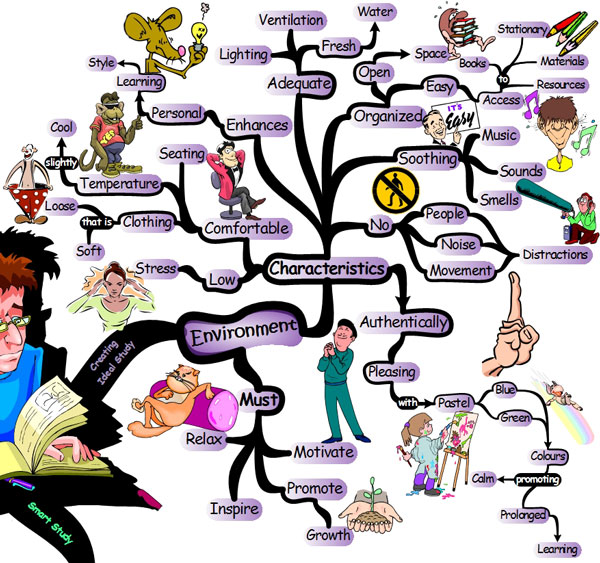 Ventilation
Water
Lighting
Fresh
Adequate
Style
Learning
Personal
Enhances
Space
Open
Organized
Books
Stationary
to
Materials
Resources
Easy
Access
IT'S
Easy
Music
Soothing
Sounds
Smells
Cool
slightly
Temperature
Seating
Loose
that is
Clothing
Soft
Comfortable
Stress
Low
No
People
Noise
Movement
Distractions
Characteristics
Environment
Creating
Ideal Study
Smart Study
Authentically
Pleasing
with
Pastel
Blue
Green
Colours
promoting
Calm
Prolonged
Learning
Must
Relax
Inspire
Motivate
Promote
Growth